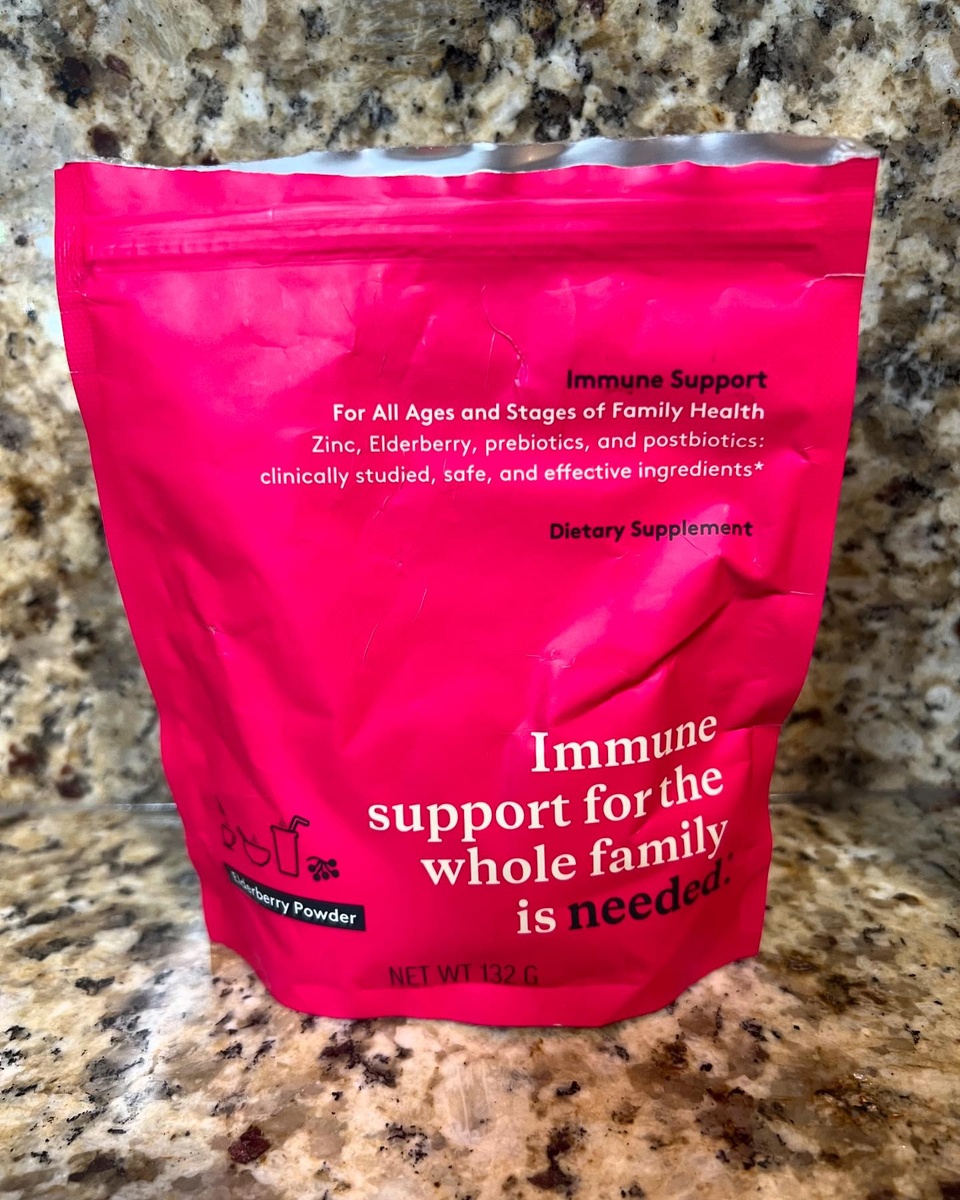 Immune Support
For All Ages and Stages of Family Health
Zinc, Elderberry, prebiotics, and postbiotics:
clinically studied, safe, and effective ingredients*
Dietary Supplement
Immune
support for the
whole family
is needed.*
Elderberry Powder
NET WT 132 G